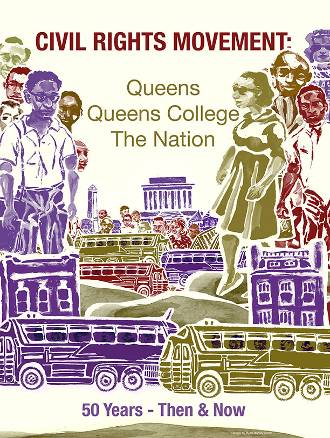 CIVIL RIGHTS MOVEMENT:
Queens
Queens College
The Nation
50 Years - Then & Now